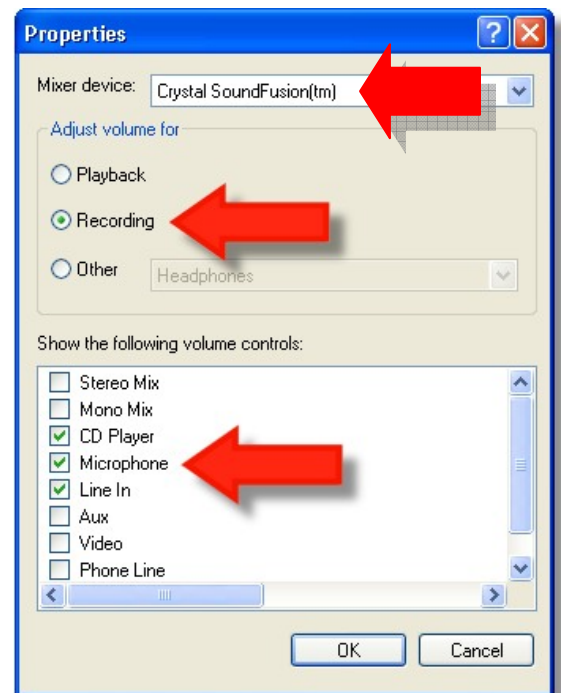 Properties
Mixer device: Crystal SoundFusion(tm)
Adjust volume for
Playback
Recording
Other Headphones
Show the following volume controls:
Stereo Mix
Mono Mix
CD Player
Microphone
Line In
Aux
Video
Phone Line
OK Cancel